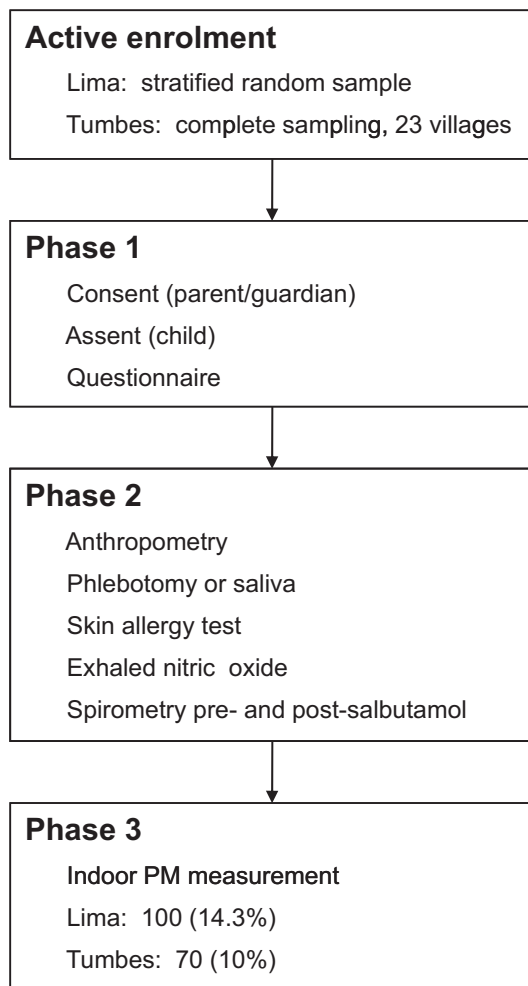 Active enrolment
Lima: stratified random sample
Tumbes: complete sampling, 23 villages
Phase 1
Consent (parent/guardian)
Assent (child)
Questionnaire
Phase 2
Anthropometry
Phlebotomy or saliva
Skin allergy test
Exhaled nitric oxide
Spirometry pre- and post-salbutamol
Phase 3
Indoor PM measurement
Lima: 100 (14.3%)
Tumbes: 70 (10%)